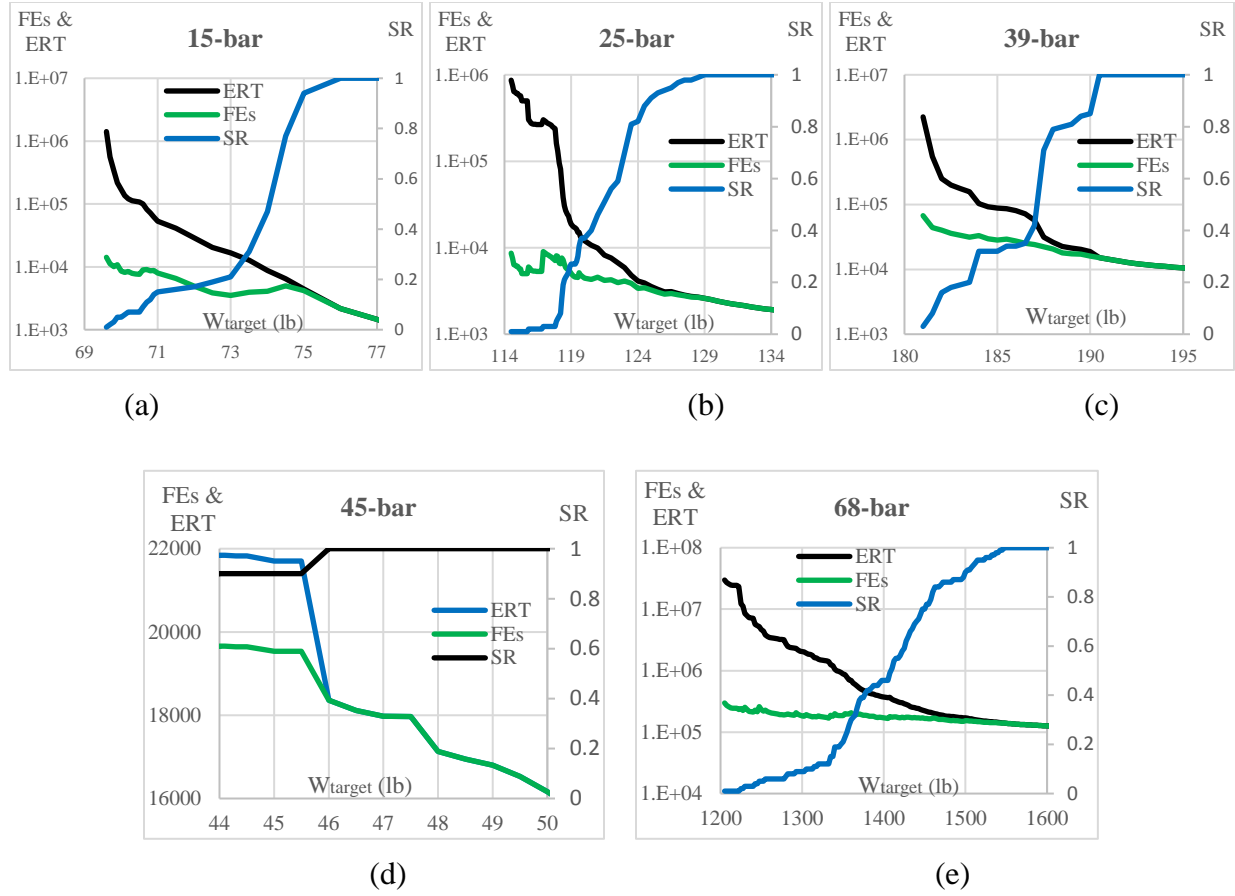 FEs &
ERT
15-bar
SR
1.E+07
1.E+06
1.E+05
1.E+04
1.E+03
1
0.8
0.6
0.4
0.2
0
ERT
FEs
SR
Wtarget (lb)
69 71 73 75 77
(a)
FEs &
ERT
25-bar
SR
1.E+06
1.E+05
1.E+04
1.E+03
1
0.8
0.6
0.4
0.2
0
ERT
FEs
SR
Wtarget (lb)
114 119 124 129 134
(b)
FEs &
ERT
39-bar
SR
1.E+07
1.E+06
1.E+05
1.E+04
1.E+03
1
0.8
0.6
0.4
0.2
0
ERT
FEs
SR
Wtarget (lb)
180 185 190 195
(c)
FEs &
ERT
45-bar
SR
22000
20000
18000
16000
1
0.8
0.6
0.4
0.2
0
ERT
FEs
SR
Wtarget (lb)
44 45 46 47 48 49 50
(d)
FEs &
ERT
68-bar
SR
1.E+08
1.E+07
1.E+06
1.E+05
1.E+04
1
0.8
0.6
0.4
0.2
0
ERT
FEs
SR
Wtarget (lb)
1200 1300 1400 1500 1600
(e)